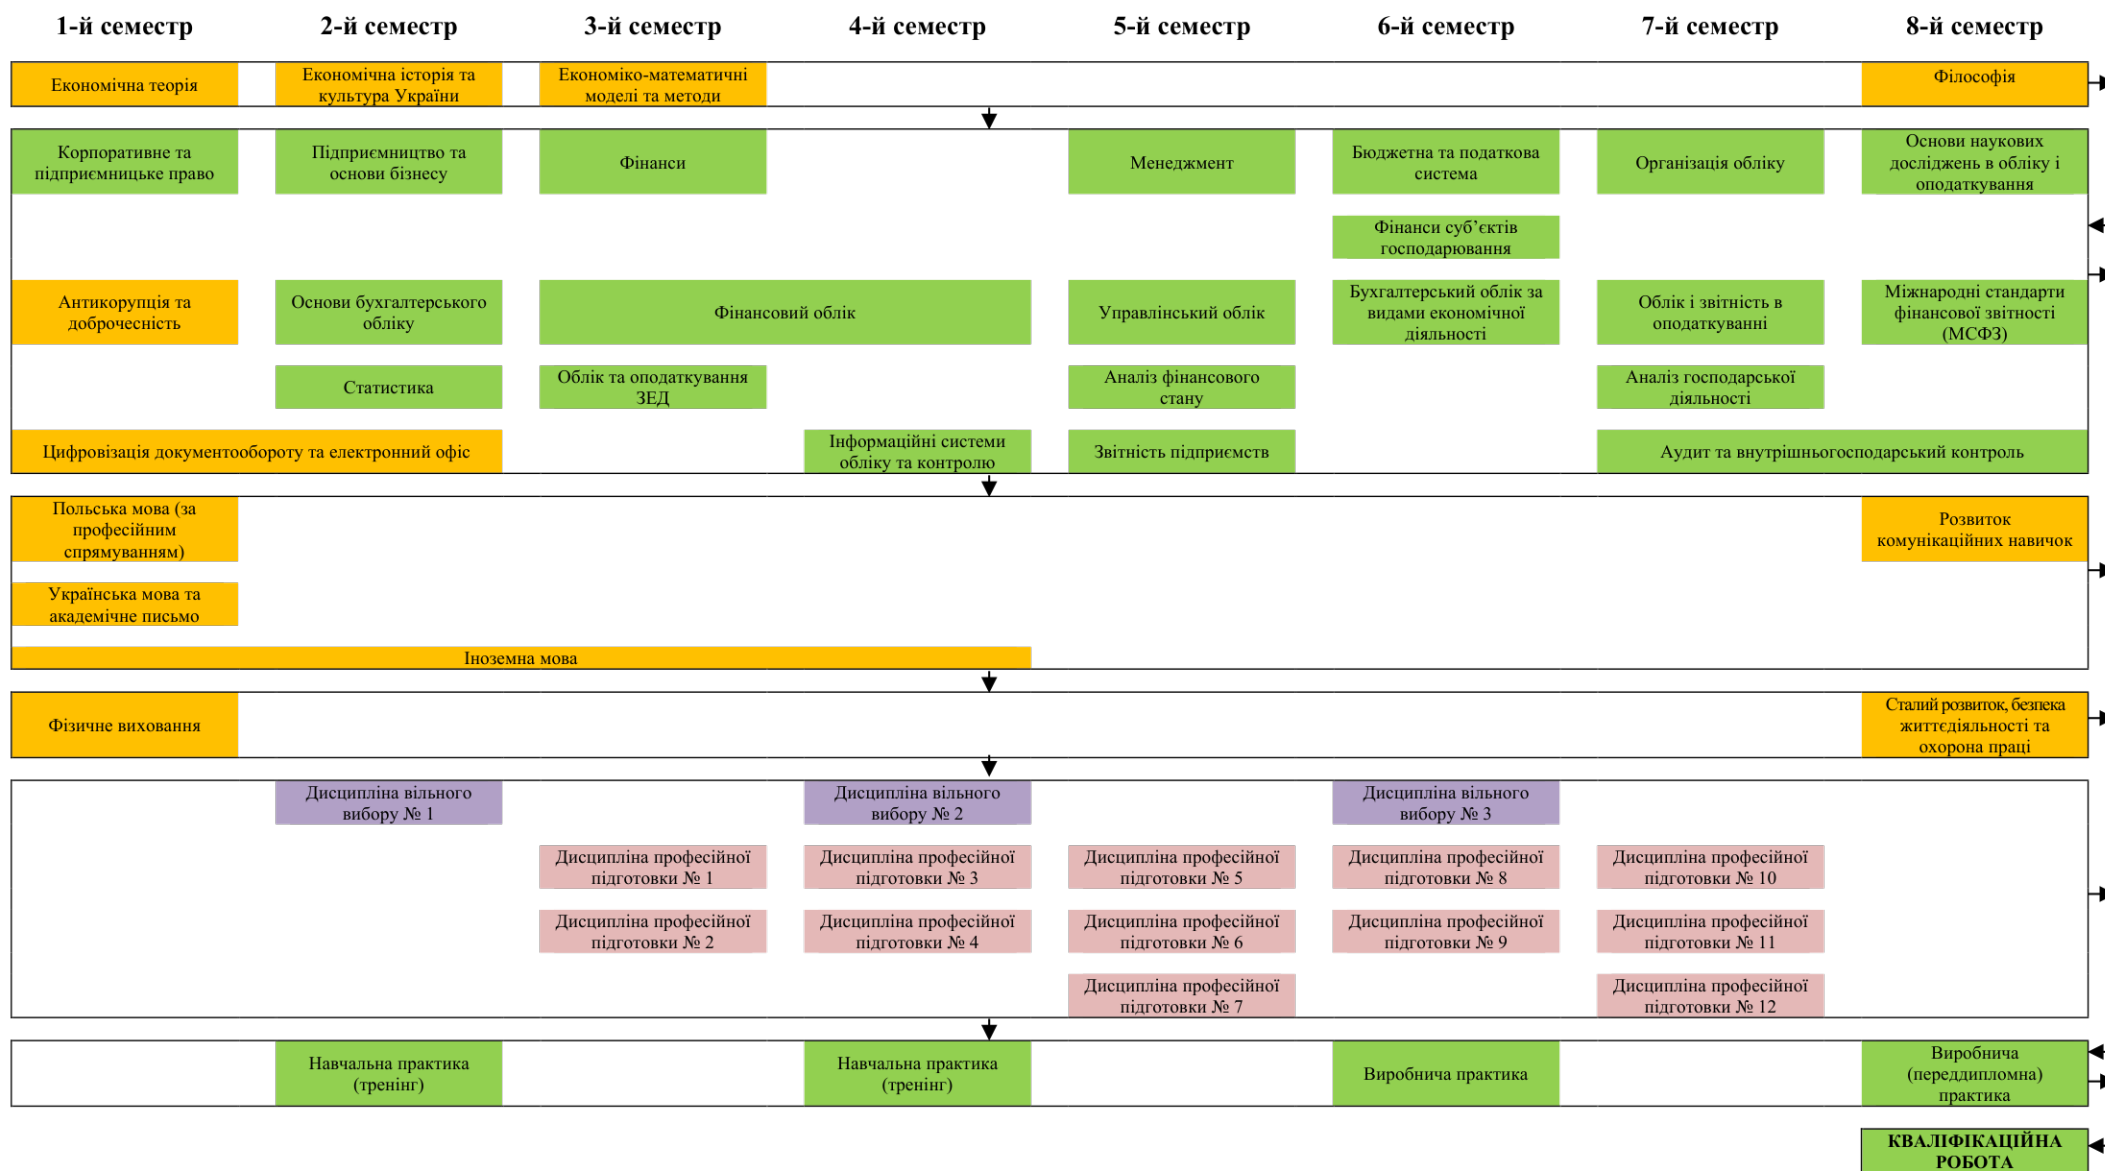 1-й семестр
2-й семестр
3-й семестр
4-й семестр
5-й семестр
6-й семестр
7-й семестр
8-й семестр
Економічна теорія
Економічна історія та
культура України
Економіко-математичні
моделі та методи
Філософія
Корпоративне та
підприємницьке право
Підприємництво та
основи бізнесу
Фінанси
Менеджмент
Бюджетна та податкова
система
Організація обліку
Основи наукових
досліджень в обліку і
оподаткування
Фінанси суб’єктів
господарювання
Антикорупція та
доброчесність
Основи бухгалтерського
обліку
Фінансовий облік
Управлінський облік
Бухгалтерський облік за
видами економічної
діяльності
Облік і звітність в
оподаткуванні
Міжнародні стандарти
фінансової звітності
(МСФЗ)
Статистика
Облік та оподаткування
ЗЕД
Аналіз фінансового
стану
Аналіз господарської
діяльності
Цифровізація документообороту та електронний офіс
Інформаційні системи
обліку та контролю
Звітність підприємств
Аудит та внутрішньогосподарський контроль
Польська мова (за
професійним
спрямуванням)
Розвиток
комунікаційних навичок
Українська мова та
академічне письмо
Іноземна мова
Фізичне виховання
Сталий розвиток, безпека
життєдіяльності та
охорона праці
Дисципліна вільного
вибору № 1
Дисципліна вільного
вибору № 2
Дисципліна вільного
вибору № 3
Дисципліна професійної
підготовки № 1
Дисципліна професійної
підготовки № 3
Дисципліна професійної
підготовки № 5
Дисципліна професійної
підготовки № 8
Дисципліна професійної
підготовки № 10
Дисципліна професійної
підготовки № 2
Дисципліна професійної
підготовки № 4
Дисципліна професійної
підготовки № 6
Дисципліна професійної
підготовки № 9
Дисципліна професійної
підготовки № 11
Дисципліна професійної
підготовки № 7
Дисципліна професійної
підготовки № 12
Навчальна практика
(тренінг)
Навчальна практика
(тренінг)
Виробнича практика
Виробнича
(переддипломна)
практика
КВАЛІФІКАЦІЙНА
РОБОТА